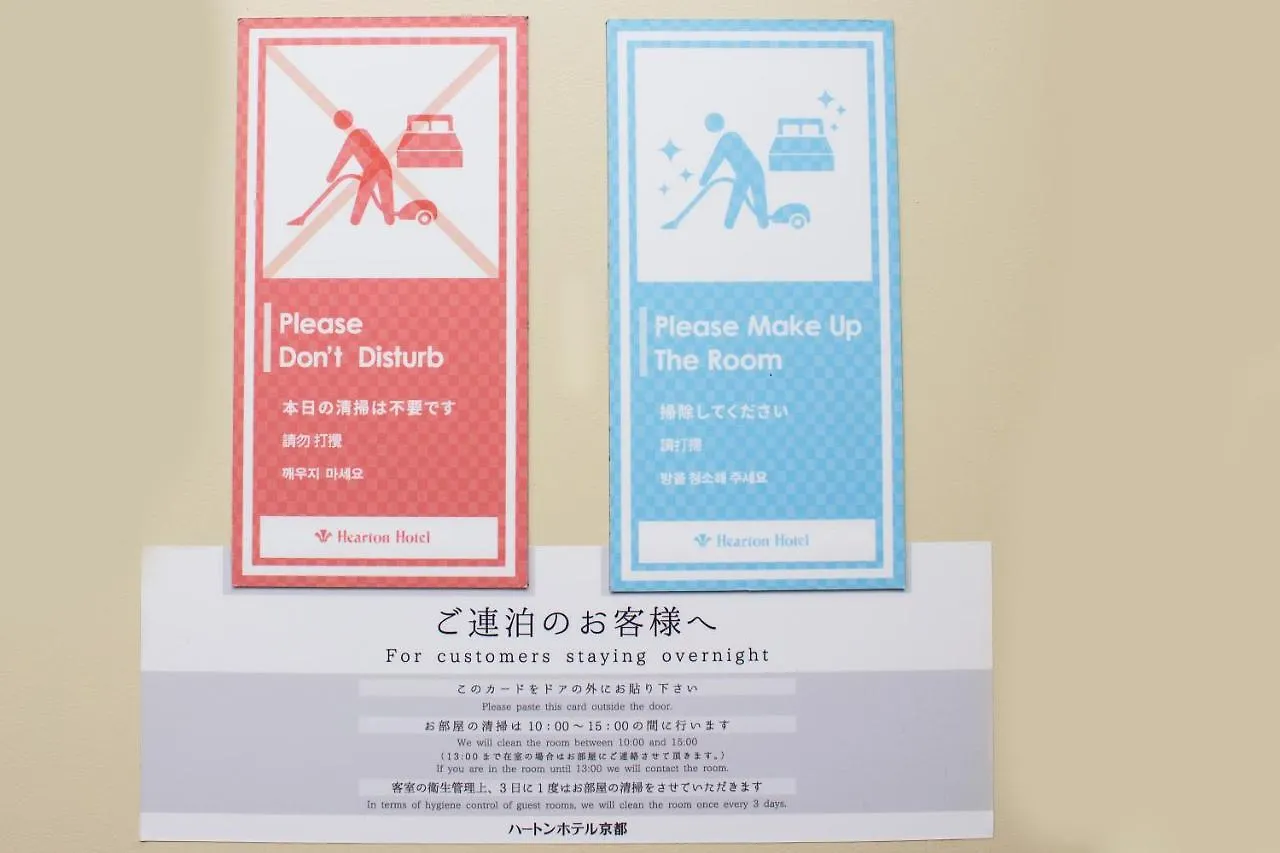 Please
Don't Disturb
本日の清掃は不要です
請勿 打攪
깨우지 마세요
Hearton Hotel
Please Make Up
The Room
掃除してください
請打掃
방을 청소해 주세요
Hearton Hotel
ご連泊のお客様へ
For customers staying overnight
このカードをドアの外にお貼り下さい
Please paste this card outside the door.
お部屋の清掃は 10:00～15:00の間に行います
We will clean the room between 10:00 and 15:00
(13:00まで在室の場合はお部屋にご連絡させて頂きます。)
If you are in the room until 13:00 we will contact the room.
客室の衛生管理上、3日に1度はお部屋の清掃をさせていただきます
In terms of hygiene control of guest rooms, we will clean the room once every 3 days.
ハートンホテル京都